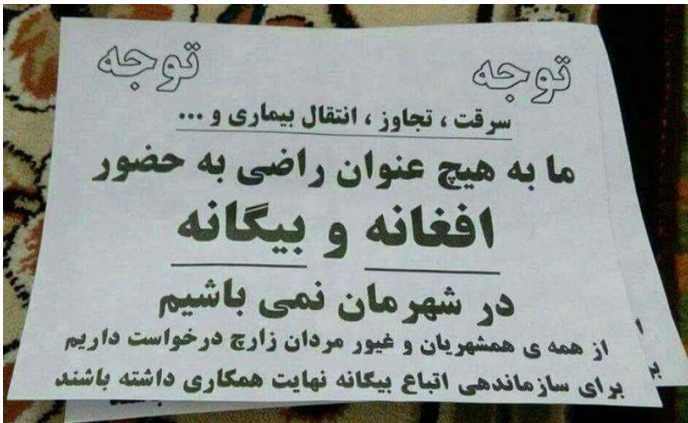 توجه توجه
سرقت ، تجاوز ، انتقال بیماری و ...
ما به هیچ عنوان راضی به حضور
افغانه و بیگانه
در شهرمان نمی باشیم
از همه ی همشهریان و غیور مردان زارچ درخواست داریم
برای سازماندهی اتباع بیگانه نهایت همکاری داشته باشند